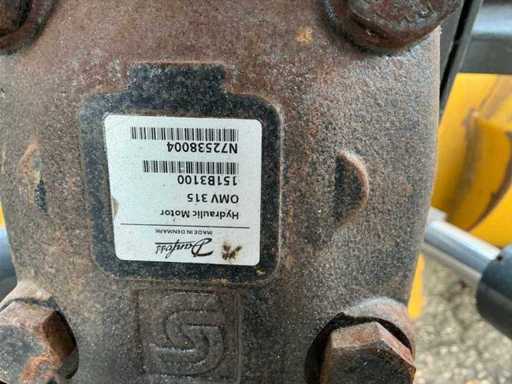 Danfoss
MADE IN DENMARK
Hydraulic Motor
OMV 315
151B3100
N72538004